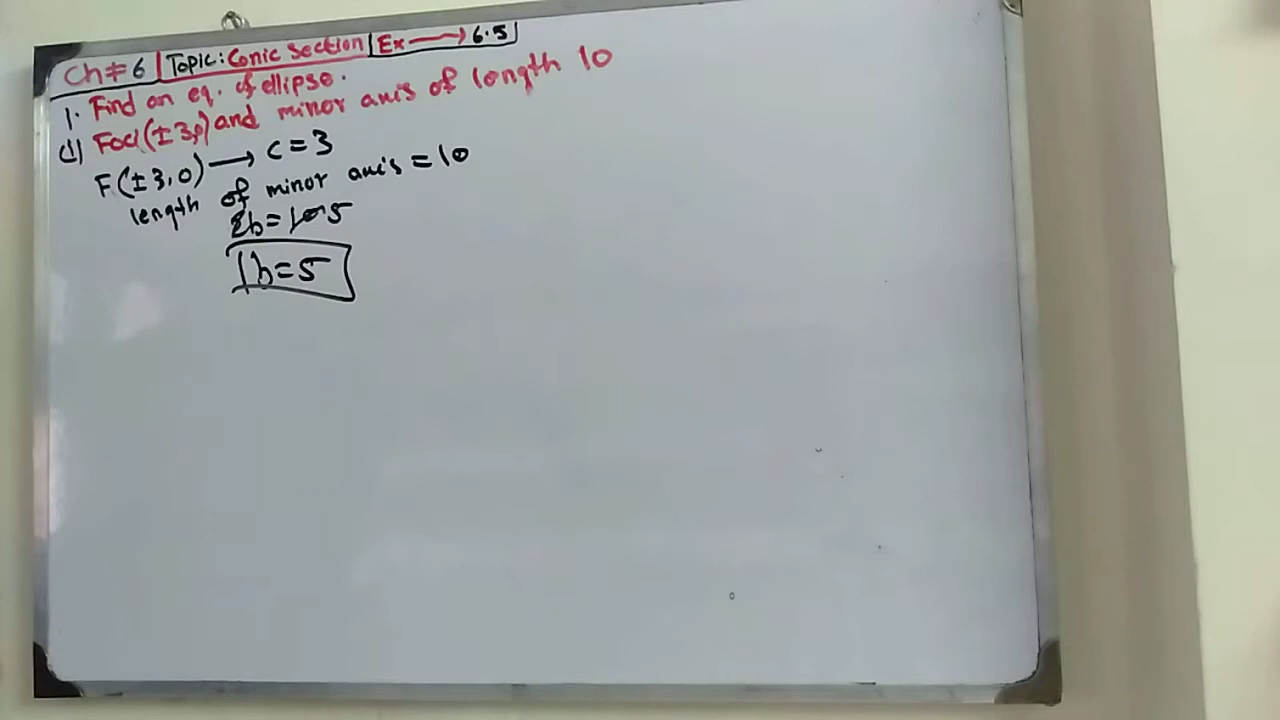 Ch # 6 | Topic: Conic Section | Ex → 6.5
1. Find an eq. of ellipse.
(i) Foci (±3,0) and minor axis of length 10
F(±3,0) → c = 3
length of minor axis = 10
2b = 10 5
b = 5